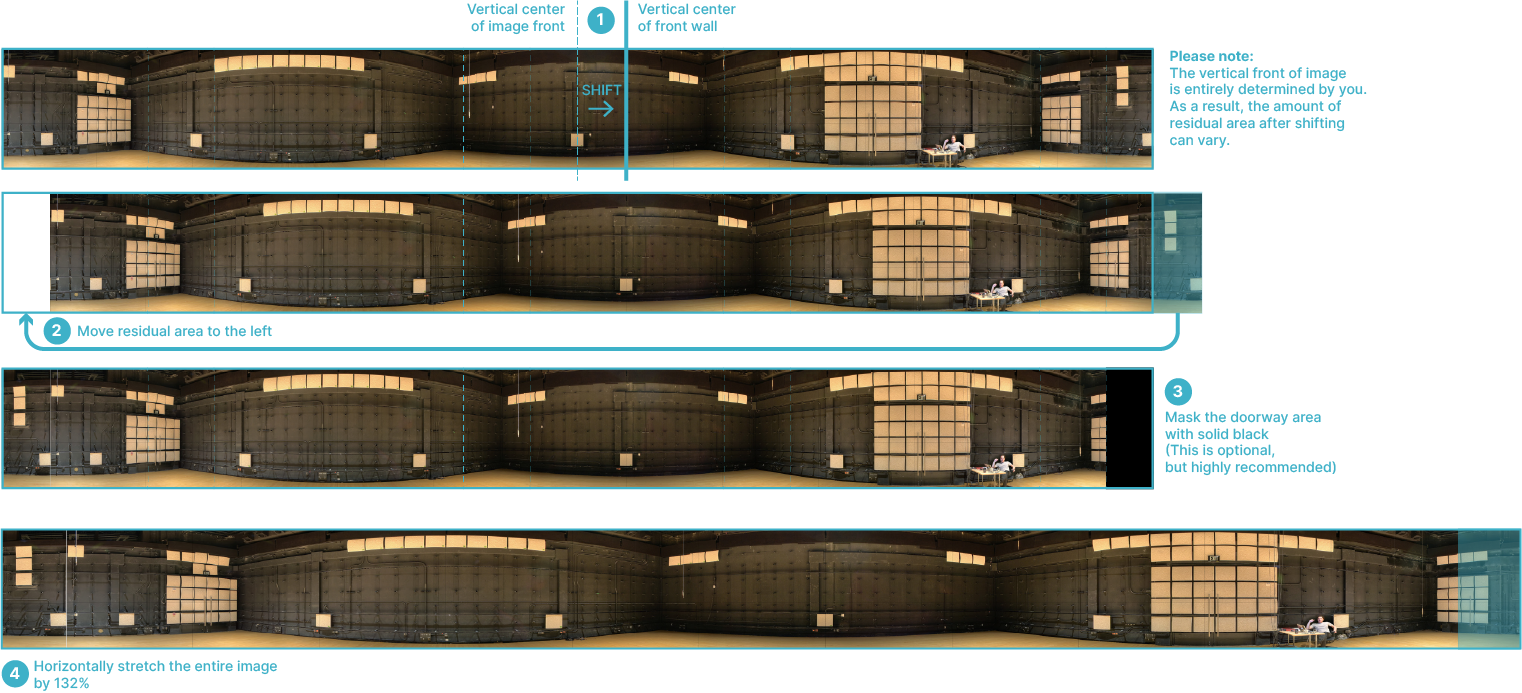 Vertical center
of image front
1
Vertical center
of front wall
SHIFT
Please note:
The vertical front of image
is entirely determined by you.
As a result, the amount of
residual area after shifting
can vary.
2 Move residual area to the left
3
Mask the doorway area
with solid black
(This is optional,
but highly recommended)
4 Horizontally stretch the entire image
by 132%